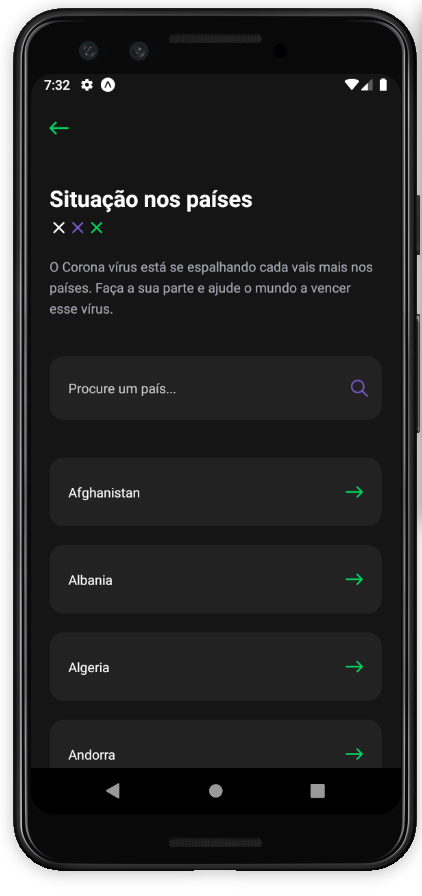 7:32
Situação nos países
O Corona vírus está se espalhando cada vais mais nos
países. Faça a sua parte e ajude o mundo a vencer
esse vírus.
Procure um país...
Afghanistan
Albania
Algeria
Andorra